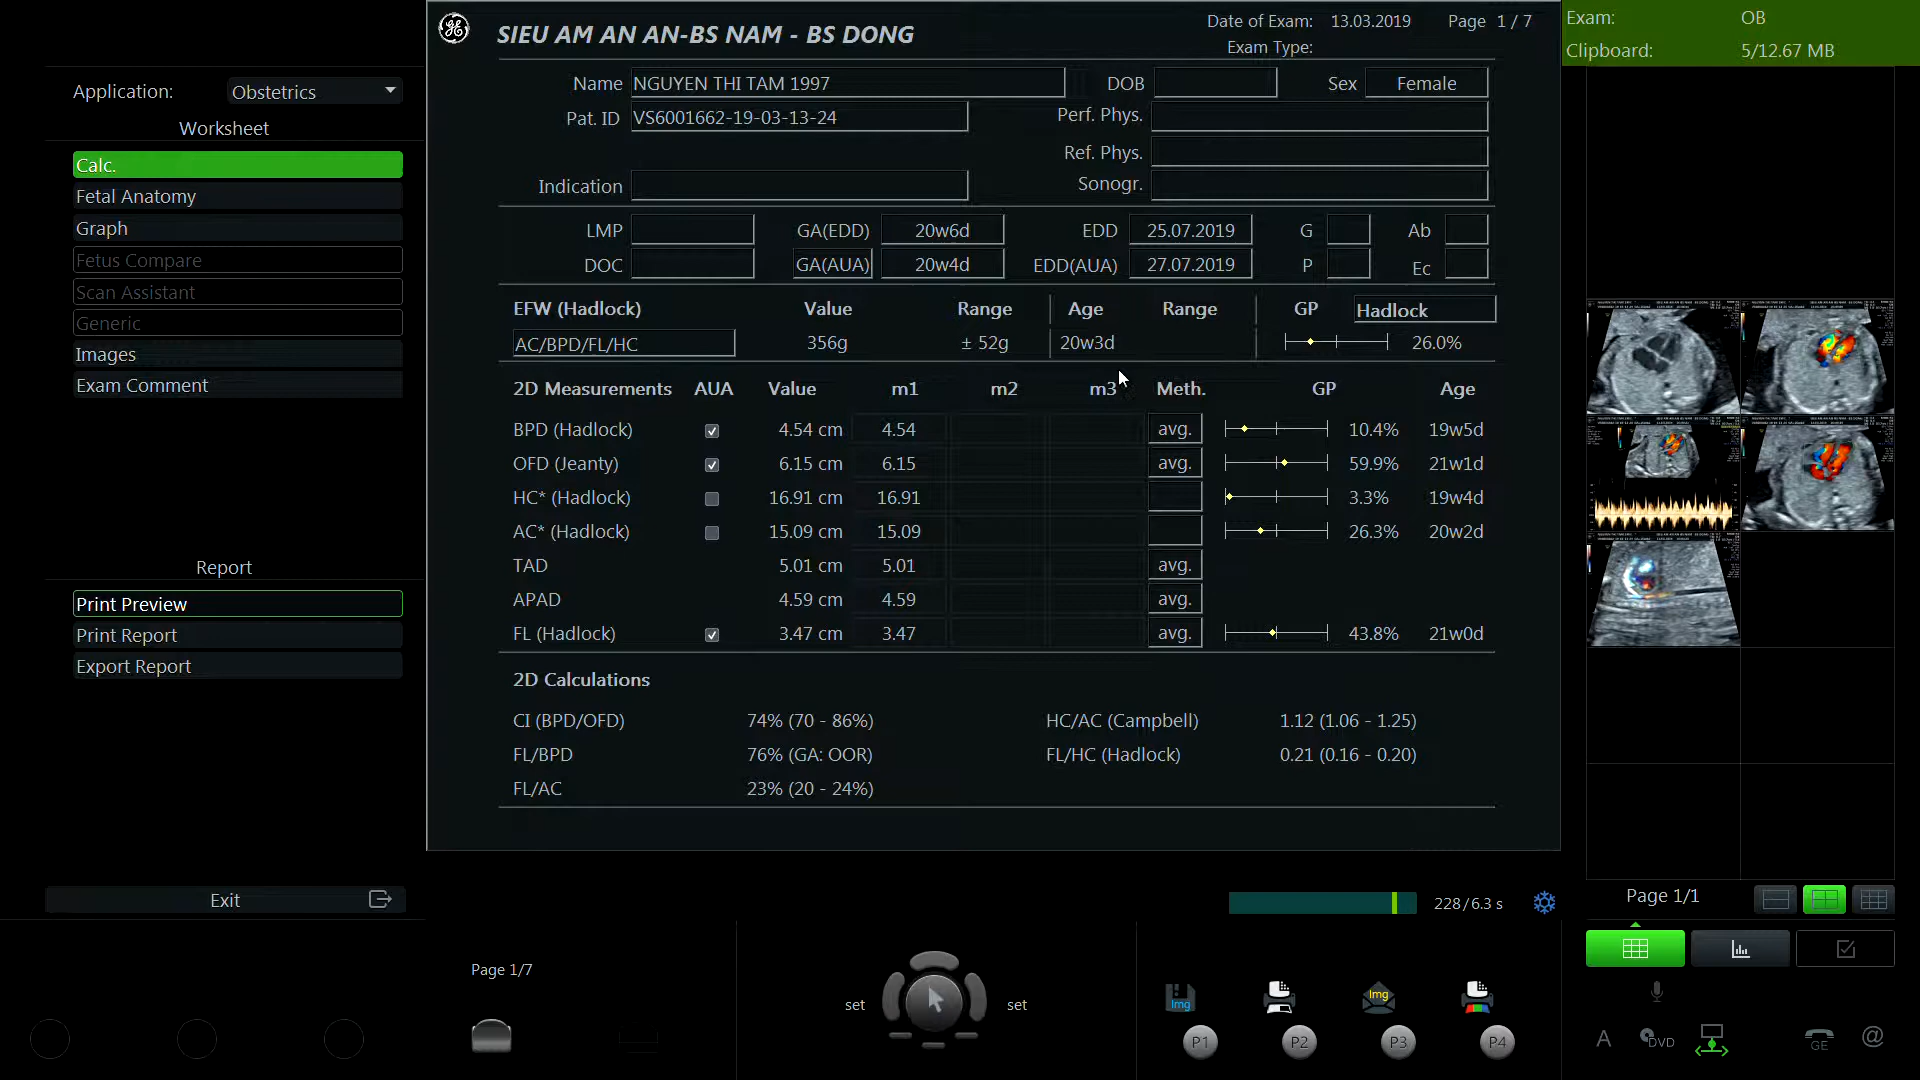 Application: Obstetrics
Worksheet
Calc.
Fetal Anatomy
Graph
Fetus Compare
Scan Assistant
Generic
Images
Exam Comment
Report
Print Preview
Print Report
Export Report
Exit
SIEU AM AN AN-BS NAM - BS DONG
Date of Exam: 13.03.2019 Page 1 / 7
Exam Type:
Name NGUYEN THI TAM 1997 DOB Sex Female
Pat. ID VS6001662-19-03-13-24 Perf. Phys.
Ref. Phys.
Indication Sonogr.
LMP GA(EDD) 20w6d EDD 25.07.2019 G Ab
DOC GA(AUA) 20w4d EDD(AUA) 27.07.2019 P Ec
EFW (Hadlock) Value Range Age Range GP Hadlock
AC/BPD/FL/HC 356g ± 52g 20w3d 26.0%
2D Measurements AUA Value m1 m2 m3 Meth. GP Age
BPD (Hadlock) 4.54 cm 4.54 avg. 10.4% 19w5d
OFD (Jeanty) 6.15 cm 6.15 avg. 59.9% 21w1d
HC* (Hadlock) 16.91 cm 16.91 3.3% 19w4d
AC* (Hadlock) 15.09 cm 15.09 26.3% 20w2d
TAD 5.01 cm 5.01 avg.
APAD 4.59 cm 4.59 avg.
FL (Hadlock) 3.47 cm 3.47 avg. 43.8% 21w0d
2D Calculations
CI (BPD/OFD) 74% (70 - 86%) HC/AC (Campbell) 1.12 (1.06 - 1.25)
FL/BPD 76% (GA: OOR) FL/HC (Hadlock) 0.21 (0.16 - 0.20)
FL/AC 23% (20 - 24%)
Exam: OB
Clipboard: 5/12.67 MB
Page 1/1
228/6.3 s
Page 1/7
set set
Img Img
P1 P2 P3 P4
A DVD GE @